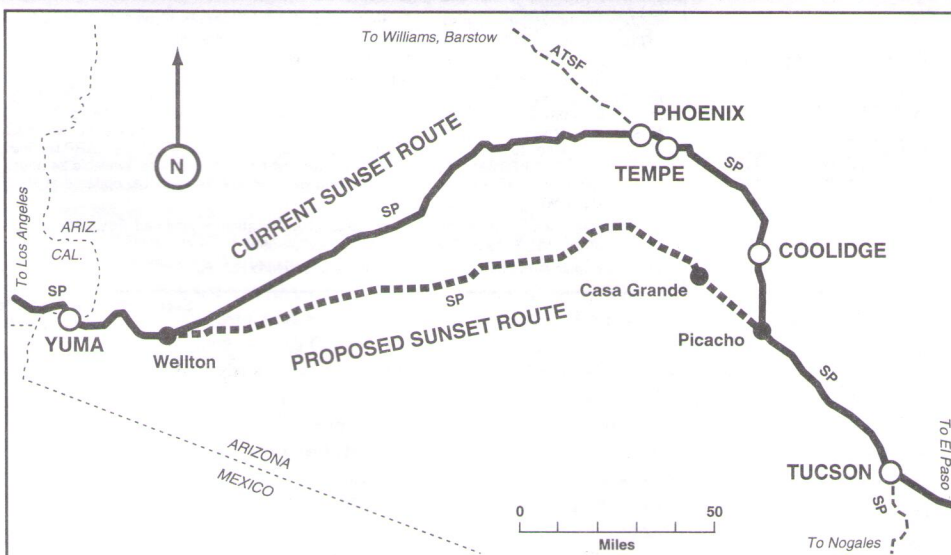 To Williams, Barstow
ATSF
PHOENIX
TEMPE
SP
N
CURRENT SUNSET ROUTE
SP
To Los Angeles
ARIZ.
CAL.
COOLIDGE
SP
YUMA
Wellton
SP
PROPOSED SUNSET ROUTE
Casa Grande
Picacho
SP
ARIZONA
MEXICO
TUCSON
To El Paso
SP
0 50
Miles
To Nogales